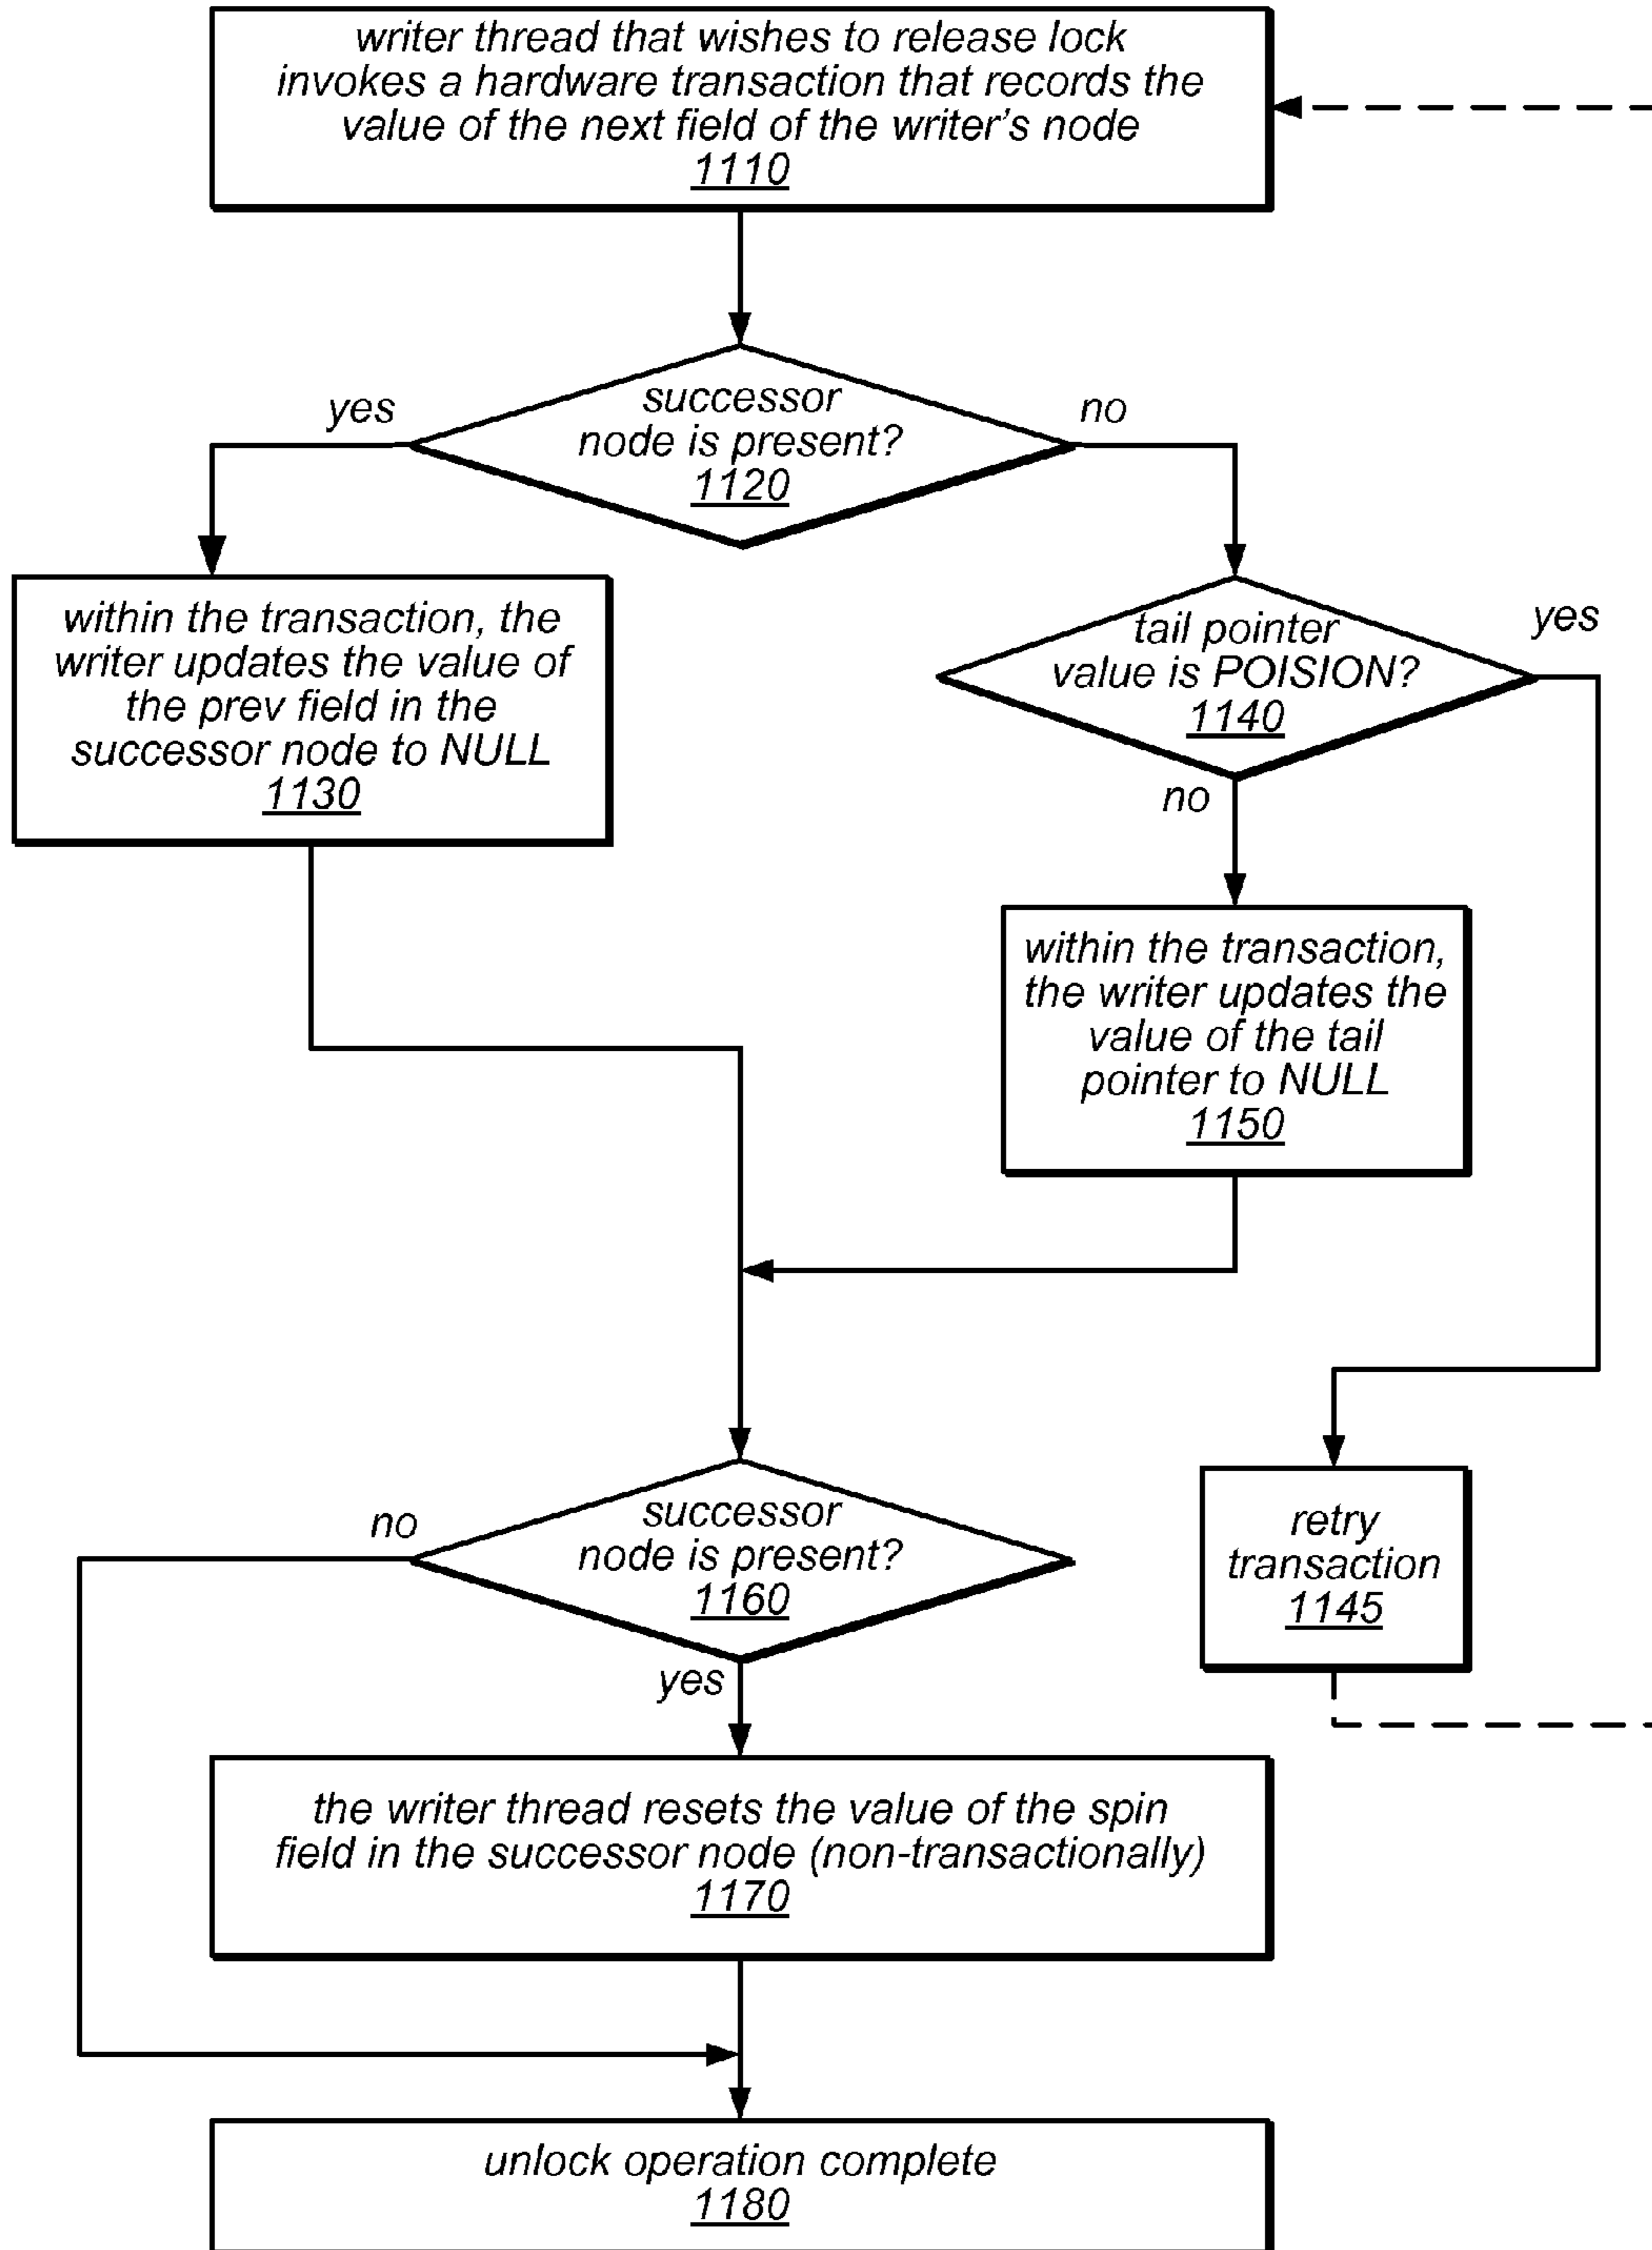 writer thread that wishes to release lock
invokes a hardware transaction that records the
value of the next field of the writer's node
1110
successor
node is present?
1120
yes
no
within the transaction, the
writer updates the value of
the prev field in the
successor node to NULL
1130
tail pointer
value is POISION?
1140
yes
no
within the transaction,
the writer updates the
value of the tail
pointer to NULL
1150
successor
node is present?
1160
no
yes
retry
transaction
1145
the writer thread resets the value of the spin
field in the successor node (non-transactionally)
1170
unlock operation complete
1180